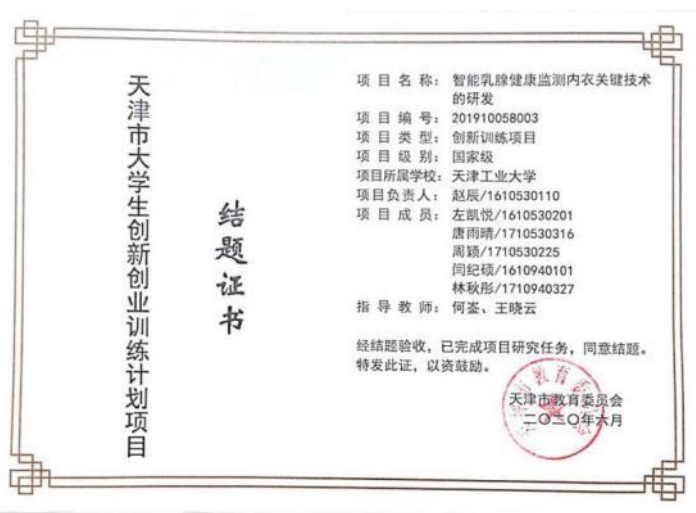 天津市大学生创新创业训练计划项目
结题证书
项目名称：智能乳腺健康监测内衣关键技术
的研发
项目编号：201910058003
项目类型：创新训练项目
项目级别：国家级
项目所属学校：天津工业大学
项目负责人：赵辰/1610530110
项目成员：左凯悦/1610530201
唐雨晴/1710530316
周颖/1710530225
闫纪硕/1610940101
林秋彤/1710940327
指导教师：何崟、王晓云
经结题验收，已完成项目研究任务，同意结题。
特发此证，以资鼓励。
天津市教育委员会
二〇二〇年六月